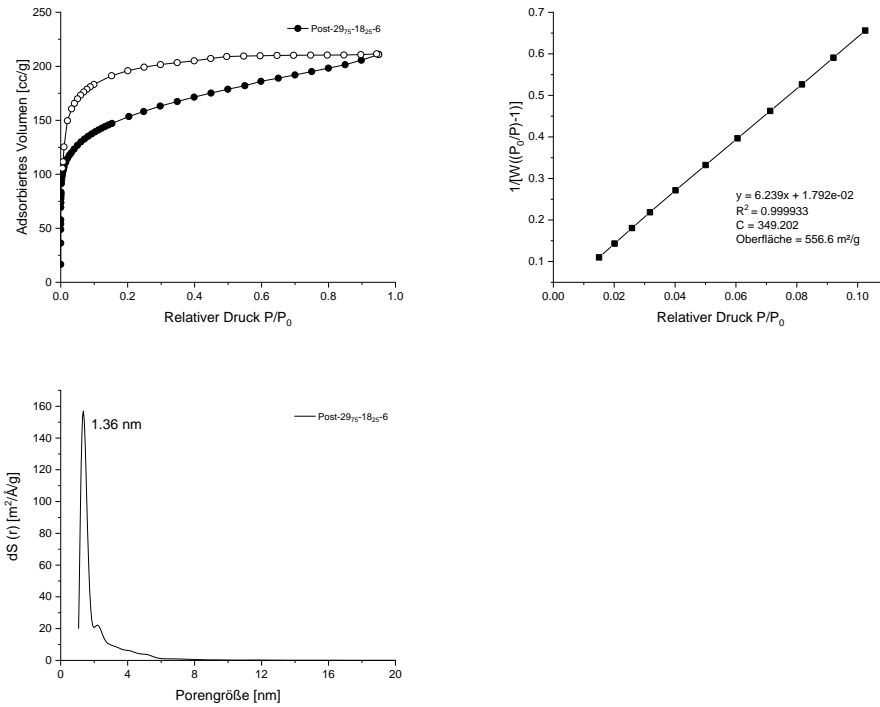 Post-29₇₅-18₂₅-6
Adsorbiertes Volumen [cc/g]
250
200
150
100
50
0
0.0 0.2 0.4 0.6 0.8 1.0
Relativer Druck P/P₀
1/[W((P₀/P)-1)]
0.7
0.6
0.5
0.4
0.3
0.2
0.1
y = 6.239x + 1.792e-02
R² = 0.999933
C = 349.202
Oberfläche = 556.6 m²/g
0.00 0.02 0.04 0.06 0.08 0.10
Relativer Druck P/P₀
dS (r) [m²/Å/g]
160
140
120
100
80
60
40
20
0
1.36 nm
Post-29₇₅-18₂₅-6
0 4 8 12 16 20
Porengröße [nm]